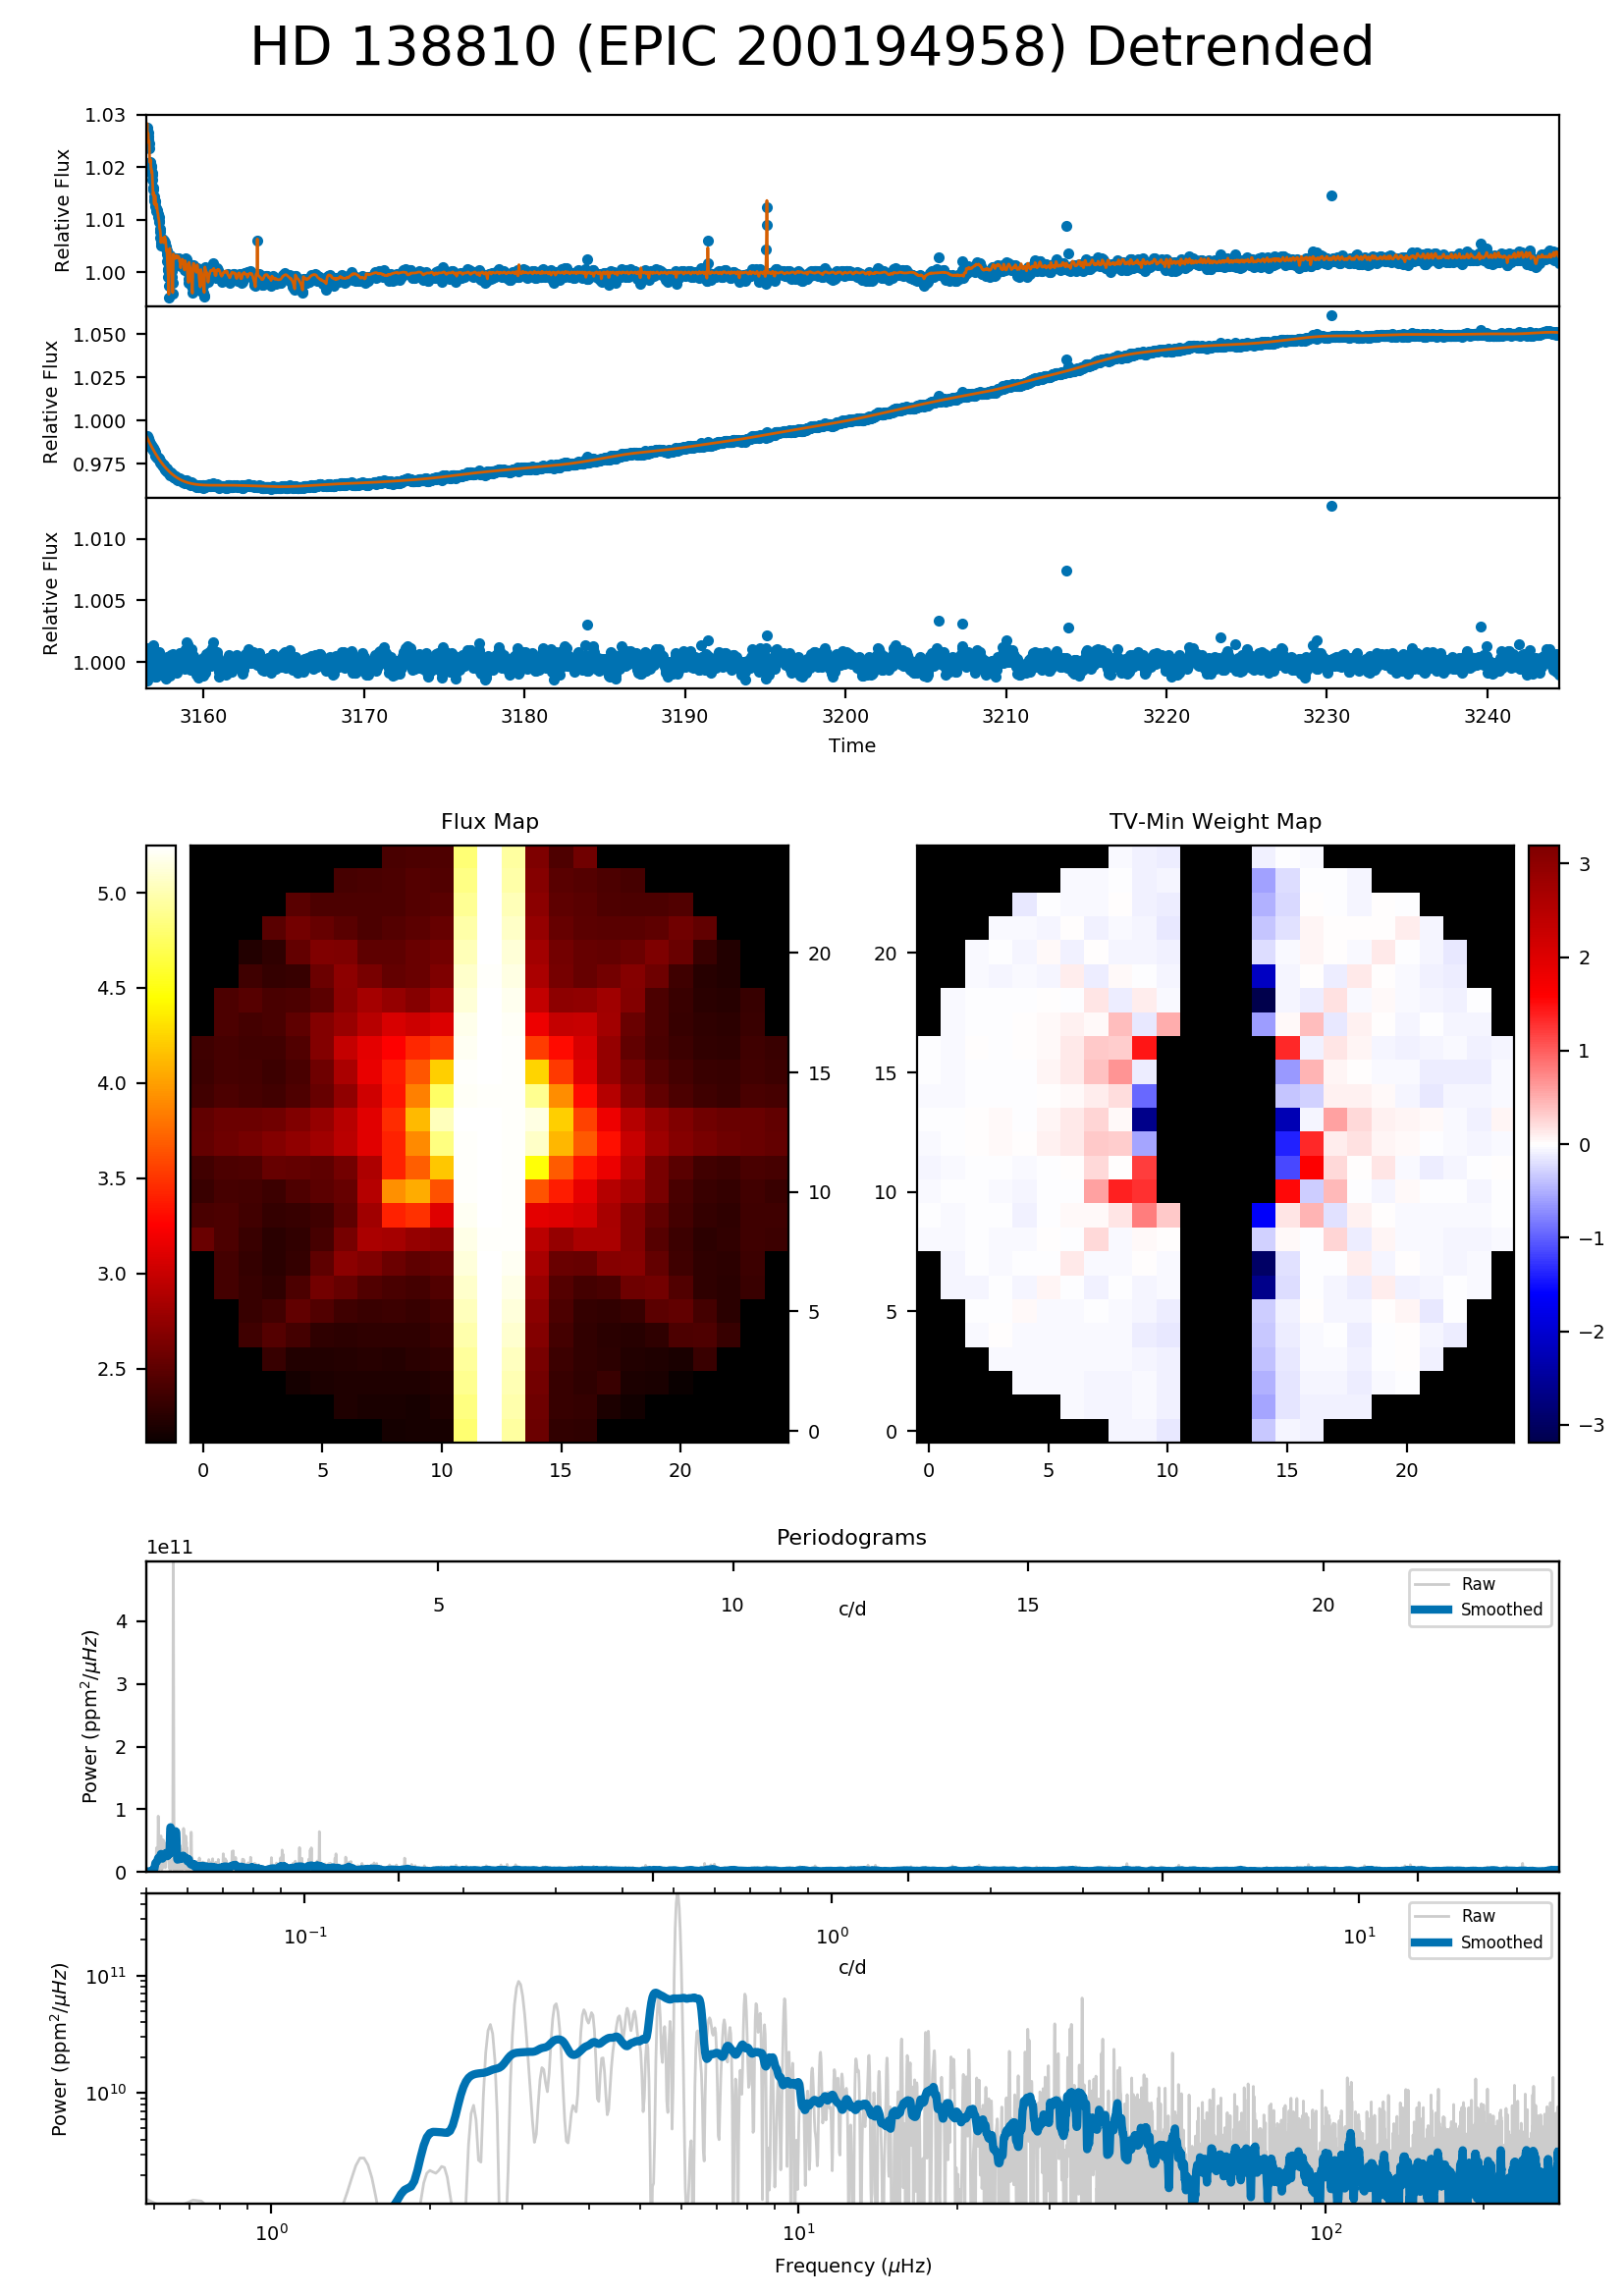 HD 138810 (EPIC 200194958) Detrended
1.03
1.02
1.01
1.00
Relative Flux
1.050
1.025
1.000
0.975
Relative Flux
1.010
1.005
1.000
Relative Flux
3160 3170 3180 3190 3200 3210 3220 3230 3240
Time
Flux Map
5.0
4.5
4.0
3.5
3.0
2.5
20
15
10
5
0
0 5 10 15 20
TV-Min Weight Map
20
15
10
5
0
0 5 10 15 20
3
2
1
0
−1
−2
−3
Periodograms
1e11
5 10 15 20
c/d
Raw
Smoothed
4
3
2
1
0
Power (ppm²/μHz)
10⁻¹ 10⁰ 10¹
c/d
Raw
Smoothed
10¹¹
10¹⁰
Power (ppm²/μHz)
10⁰ 10¹ 10²
Frequency (μHz)